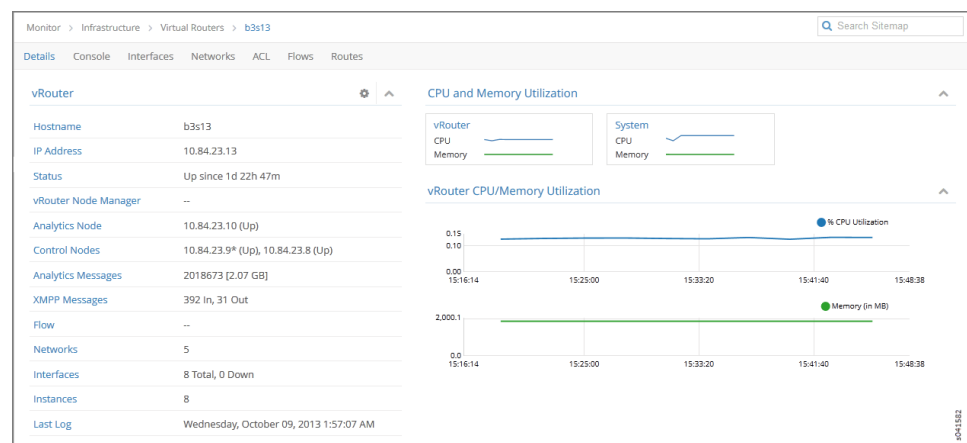 Monitor > Infrastructure > Virtual Routers > b3s13
Search Sitemap
Details Console Interfaces Networks ACL Flows Routes
vRouter
Hostname b3s13
IP Address 10.84.23.13
Status Up since 1d 22h 47m
vRouter Node Manager --
Analytics Node 10.84.23.10 (Up)
Control Nodes 10.84.23.9* (Up), 10.84.23.8 (Up)
Analytics Messages 2018673 [2.07 GB]
XMPP Messages 392 In, 31 Out
Flow --
Networks 5
Interfaces 8 Total, 0 Down
Instances 8
Last Log Wednesday, October 09, 2013 1:57:07 AM
CPU and Memory Utilization
vRouter
CPU
Memory
System
CPU
Memory
vRouter CPU/Memory Utilization
% CPU Utilization
0.15
0.10
0.00
15:16:14 15:25:00 15:33:20 15:41:40 15:48:38
Memory (in MB)
2,000.1
0.0
15:16:14 15:25:00 15:33:20 15:41:40 15:48:38
s041582